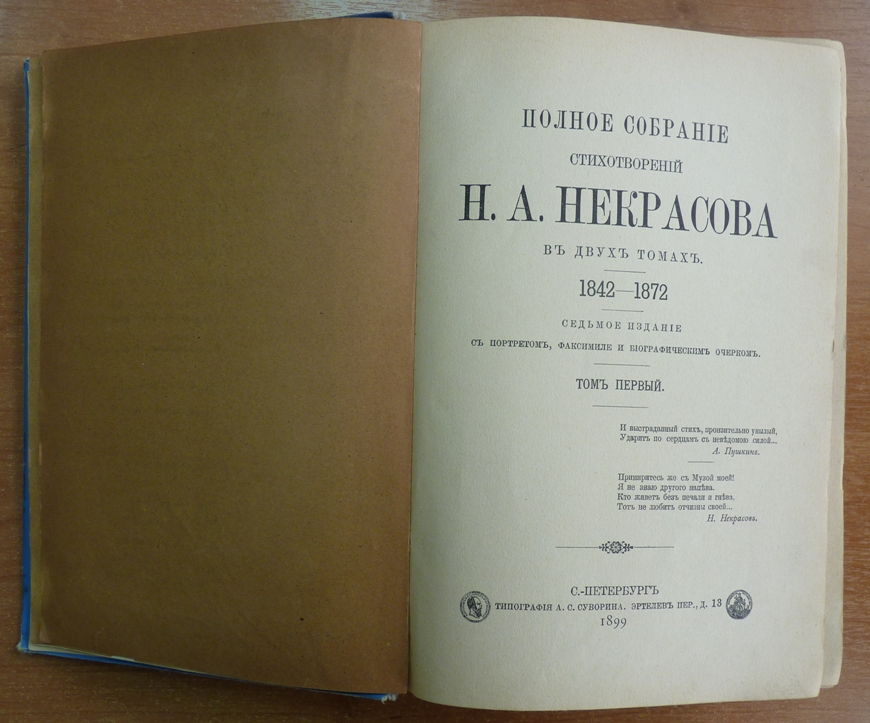 ПОЛНОЕ СОБРАНІЕ
СТИХОТВОРЕНІЙ
Н. А. НЕКРАСОВА
ВЪ ДВУХЪ ТОМАХЪ.
1842—1872
СЕДЬМОЕ ИЗДАНІЕ
СЪ ПОРТРЕТОМЪ, ФАКСИМИЛЕ И БІОГРАФИЧЕСКИМЪ ОЧЕРКОМЪ.
ТОМЪ ПЕРВЫЙ.
И выстраданный стихъ, пронзительно унылый,
Ударитъ по сердцамъ съ невѣдомою силой...
А. Пушкинъ.
Примиритесь же съ Музой моей!
Я не знаю другого напѣва.
Кто живетъ безъ печали и гнѣва,
Тотъ не любитъ отчизны своей...
Н. Некрасовъ.
С.-ПЕТЕРБУРГЪ
ТИПОГРАФІЯ А. С. СУВОРИНА. ЭРТЕЛЕВЪ ПЕР., Д. 13
1899